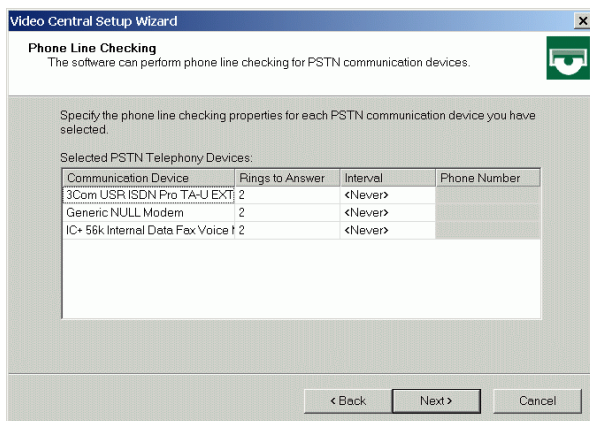 Video Central Setup Wizard
Phone Line Checking
The software can perform phone line checking for PSTN communication devices.
Specify the phone line checking properties for each PSTN communication device you have
selected.
Selected PSTN Telephony Devices:
Communication Device Rings to Answer Interval Phone Number
3Com USR ISDN Pro TA-U EXT 2 <Never>
Generic NULL Modem 2 <Never>
IC+ 56k Internal Data Fax Voice 2 <Never>
< Back Next > Cancel